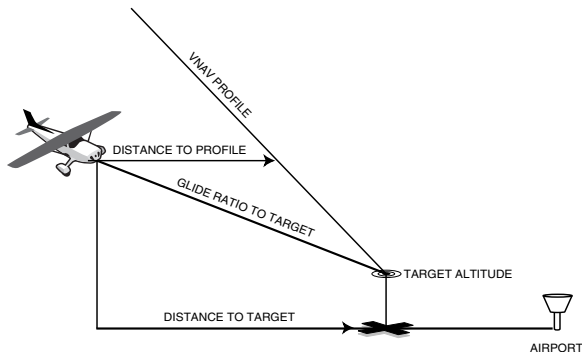 VNAV PROFILE
DISTANCE TO PROFILE
GLIDE RATIO TO TARGET
TARGET ALTITUDE
DISTANCE TO TARGET
AIRPORT